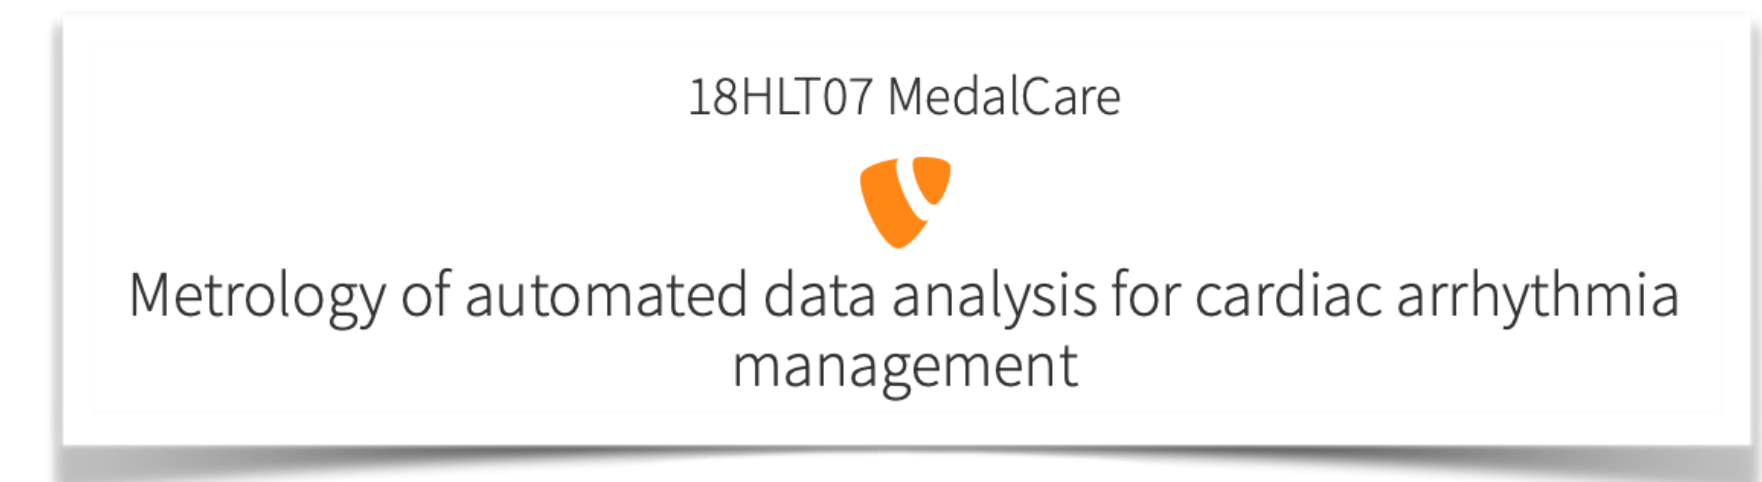 18HLT07 MedalCare
Metrology of automated data analysis for cardiac arrhythmia
management